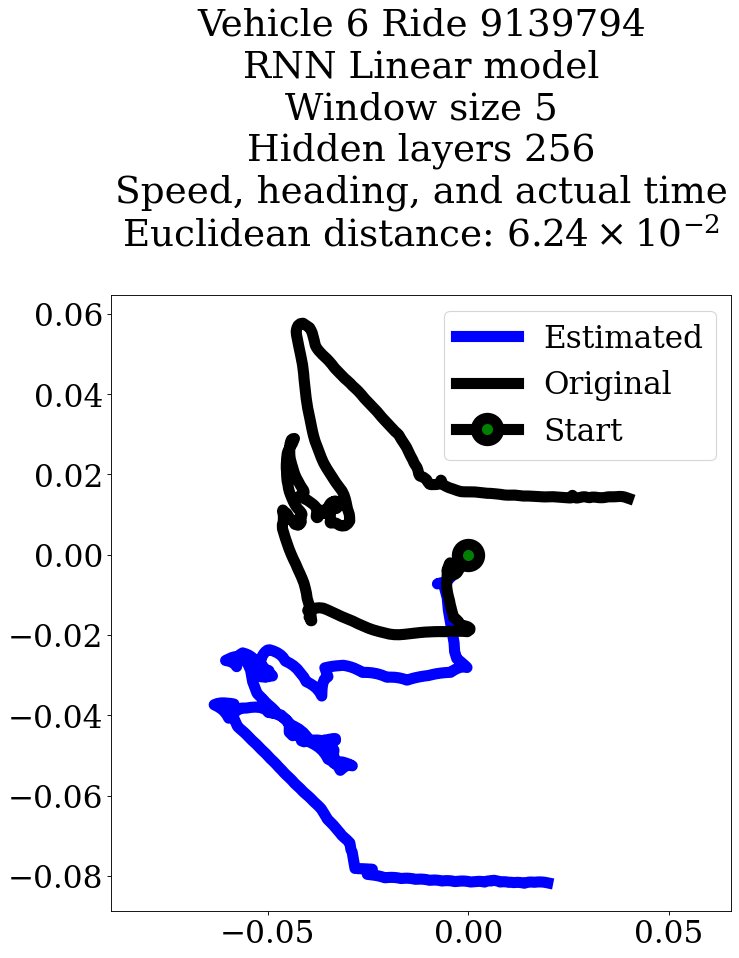 Vehicle 6 Ride 9139794
RNN Linear model
Window size 5
Hidden layers 256
Speed, heading, and actual time
Euclidean distance: 6.24 × 10⁻²
Estimated
Original
Start
0.06
0.04
0.02
0.00
−0.02
−0.04
−0.06
−0.08
−0.05
0.00
0.05